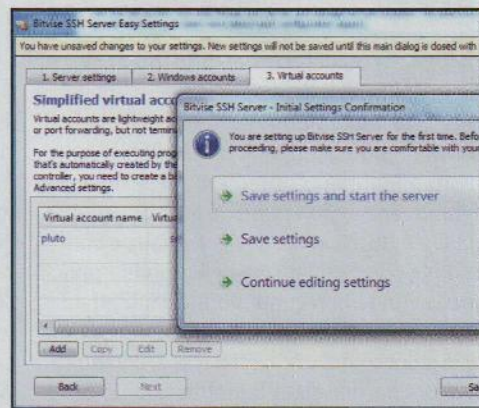 Bitvise SSH Server Easy Settings
You have unsaved changes to your settings. New settings will not be saved until this main dialog is closed with
1. Server settings
2. Windows accounts
3. Virtual accounts
Simplified virtual acco
Virtual accounts are lightweight ac
or port forwarding, but not termin
For the purpose of executing prog
that's automatically created by the
controller, you need to create a
Advanced settings.
Virtual account name
Virtua
pluto
Add
Copy
Edit
Remove
Back
Next
Sa
Bitvise SSH Server - Initial Settings Confirmation
You are setting up Bitvise SSH Server for the first time. Befo
proceeding, please make sure you are comfortable with your
Save settings and start the server
Save settings
Continue editing settings